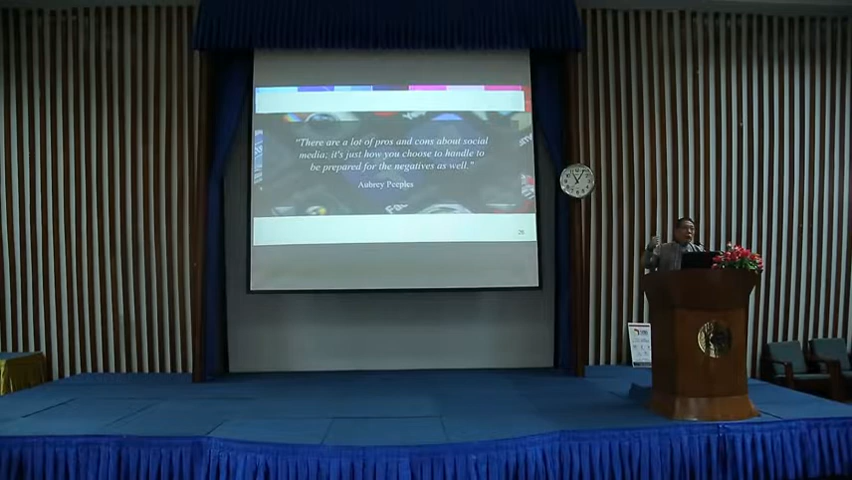 "There are a lot of pros and cons about social
media; it's just how you choose to handle to
be prepared for the negatives as well."
Aubrey Peeples
26